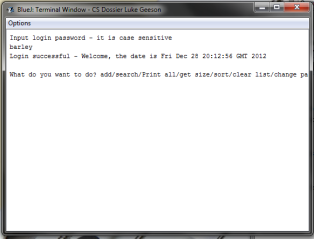 BlueJ: Terminal Window - CS Dossier Luke Geeson
Options
Input login password - it is case sensitive
barley
Login successful - Welcome, the date is Fri Dec 28 20:12:56 GMT 2012
What do you want to do? add/search/Print all/get size/sort/clear list/change pa